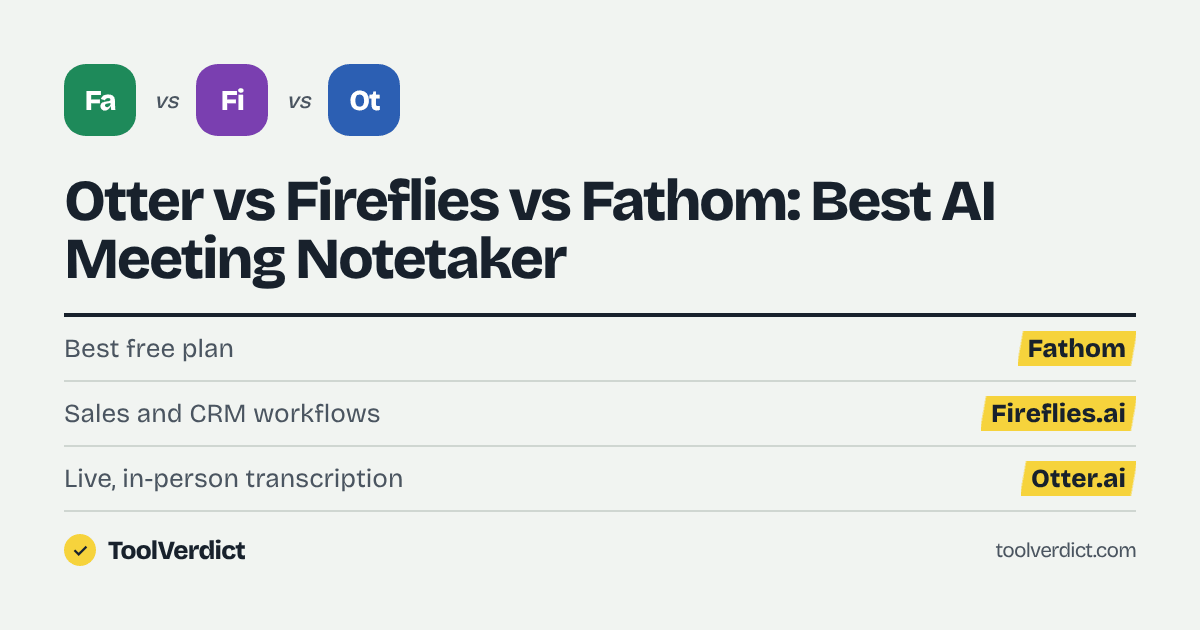 Fa vs Fi vs Ot
Otter vs Fireflies vs Fathom: Best AI
Meeting Notetaker
Best free plan Fathom
Sales and CRM workflows Fireflies.ai
Live, in-person transcription Otter.ai
ToolVerdict toolverdict.com